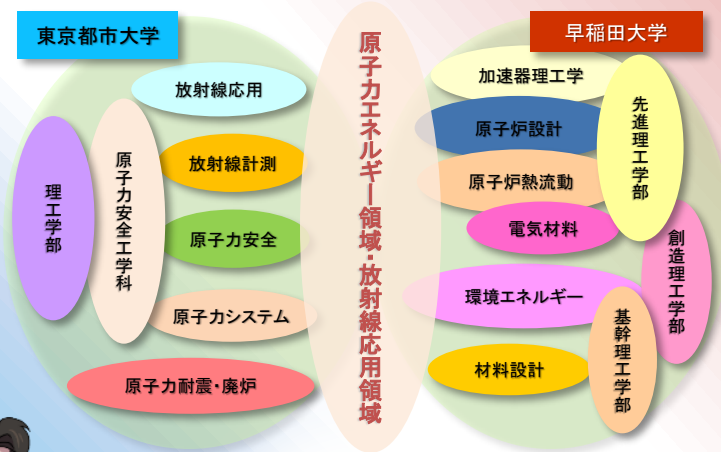 東京都市大学
早稲田大学
原子力エネルギー領域・放射線応用領域
理工学部
原子力安全工学科
放射線応用
放射線計測
原子力安全
原子力システム
原子力耐震・廃炉
加速器理工学
原子炉設計
原子炉熱流動
電気材料
環境エネルギー
材料設計
先進理工学部
創造理工学部
基幹理工学部